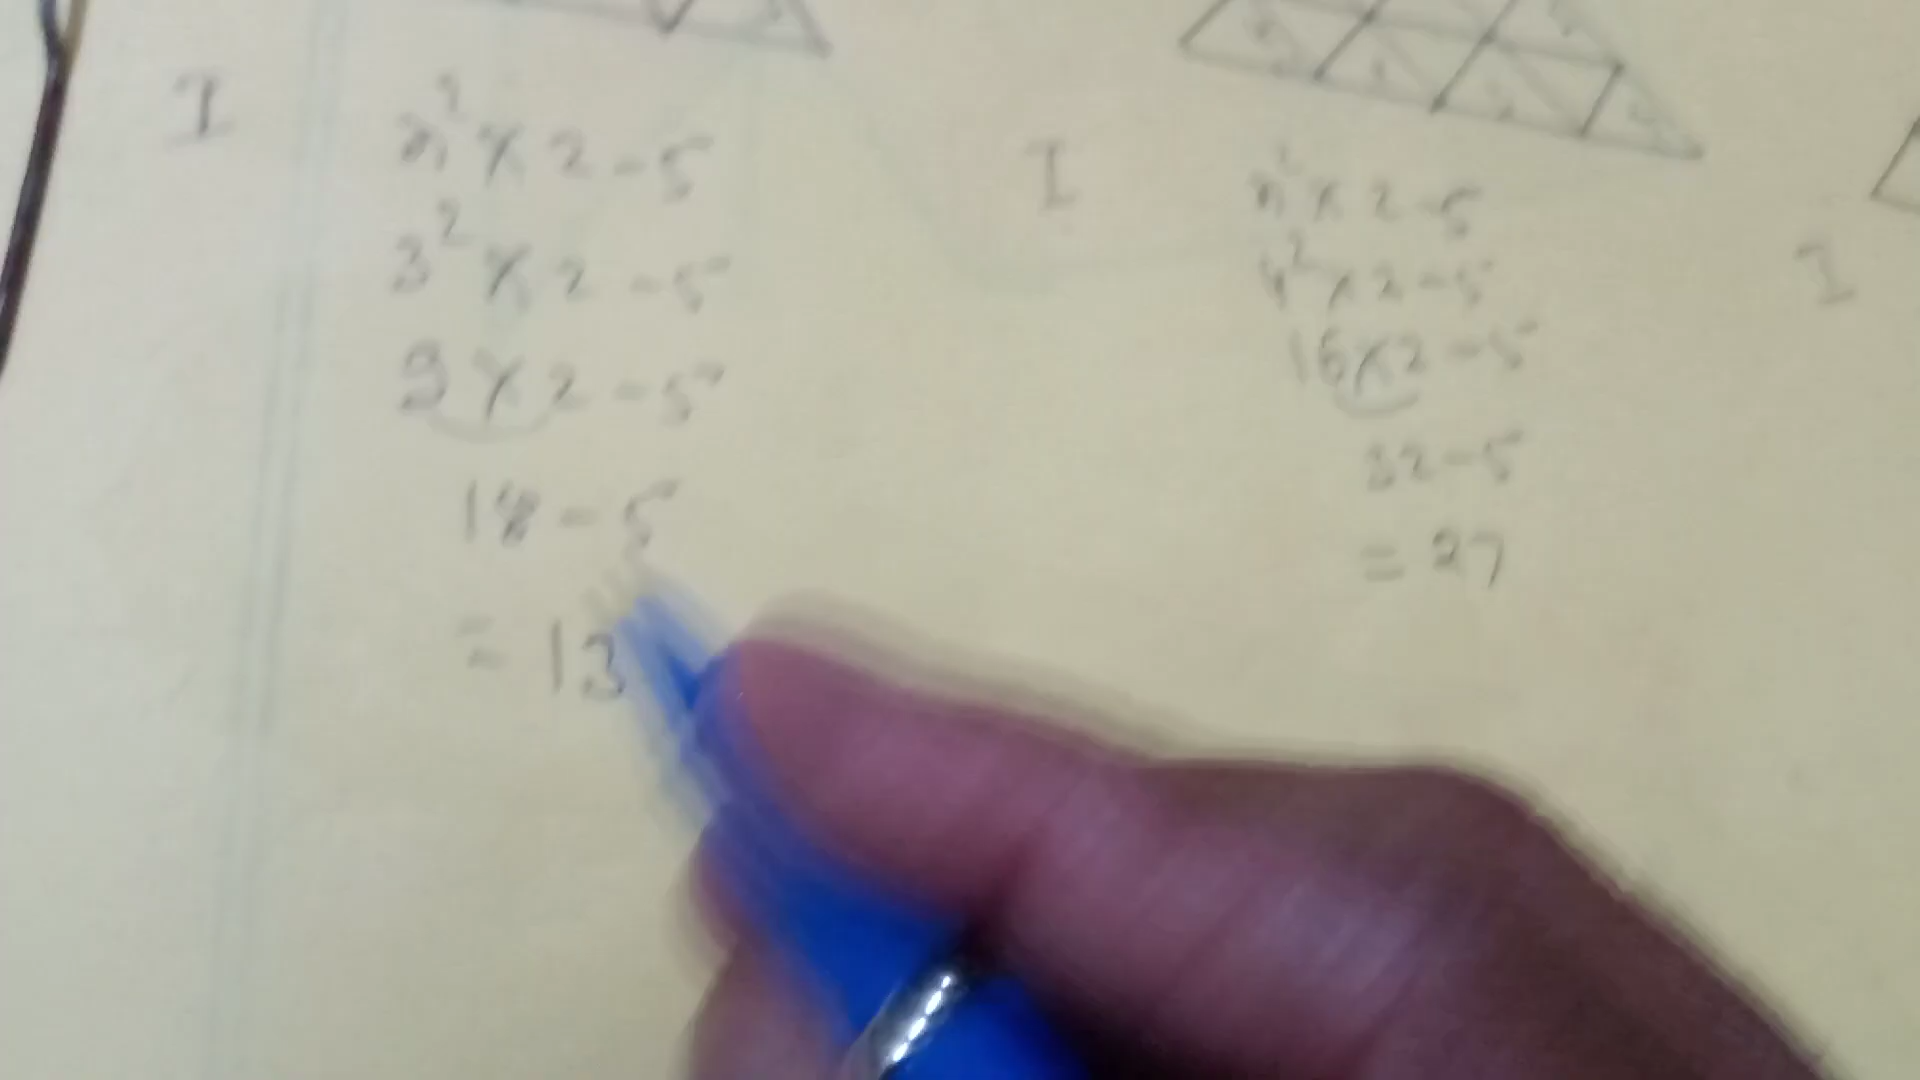 I
n² x 2 - 5
3² x 2 - 5
9 x 2 - 5
18 - 5
= 13
I
n² x 2 - 5
4² x 2 - 5
16 x 2 - 5
32 - 5
= 27
I